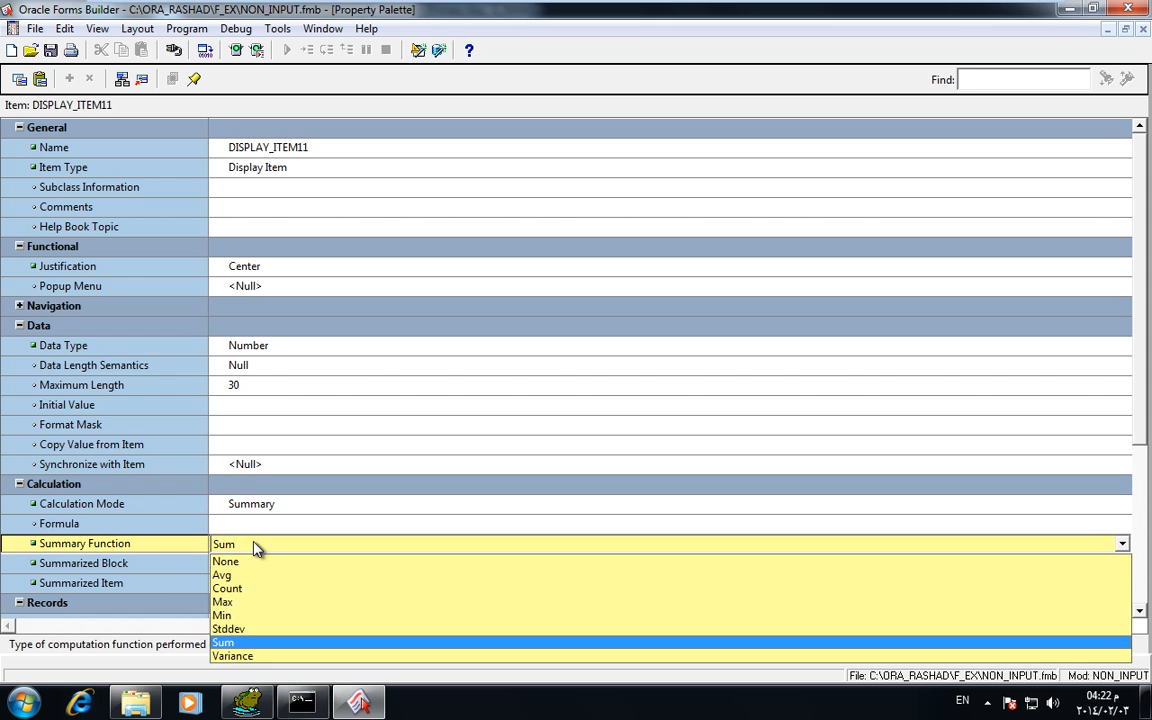 Oracle Forms Builder - C:\ORA_RASHAD\F_EX\NON_INPUT.fmb - [Property Palette]
File Edit View Layout Program Debug Tools Window Help
Find:
Item: DISPLAY_ITEM11
General
Name DISPLAY_ITEM11
Item Type Display Item
Subclass Information
Comments
Help Book Topic
Functional
Justification Center
Popup Menu <Null>
Navigation
Data
Data Type Number
Data Length Semantics Null
Maximum Length 30
Initial Value
Format Mask
Copy Value from Item
Synchronize with Item <Null>
Calculation
Calculation Mode Summary
Formula
Summary Function Sum
Summarized Block
Summarized Item
Records
None
Avg
Count
Max
Min
Stddev
Sum
Variance
Type of computation function performed
File: C:\ORA_RASHAD\F_EX\NON_INPUT.fmb Mod: NON_INPUT
EN
04:22 م
٢٠١٤/٠٢/٠٣